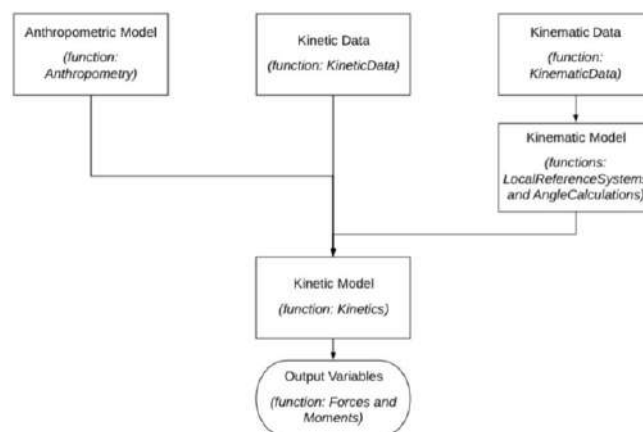 Anthropometric Model
(function:
Anthropometry)
Kinetic Data
(function: KineticData)
Kinematic Data
(function:
KinematicData)
Kinematic Model
(functions:
LocalReferenceSystems
and AngleCalculations)
Kinetic Model
(function: Kinetics)
Output Variables
(function: Forces and
Moments)